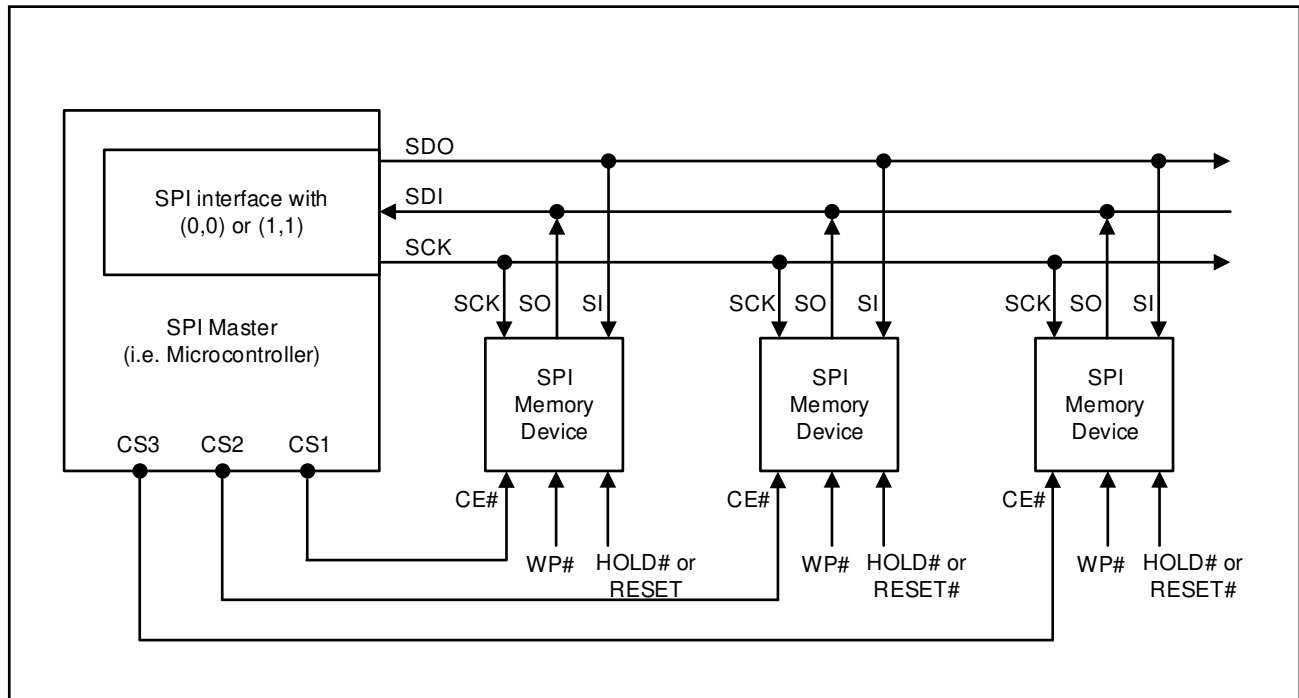 SDO
SPI interface with
(0,0) or (1,1)
SDI
SCK
SPI Master
(i.e. Microcontroller)
SCK SO SI
SCK SO SI
SCK SO SI
SPI
Memory
Device
SPI
Memory
Device
SPI
Memory
Device
CS3 CS2 CS1
CE#
WP#
HOLD# or
RESET
CE#
WP#
HOLD# or
RESET#
CE#
WP#
HOLD# or
RESET#